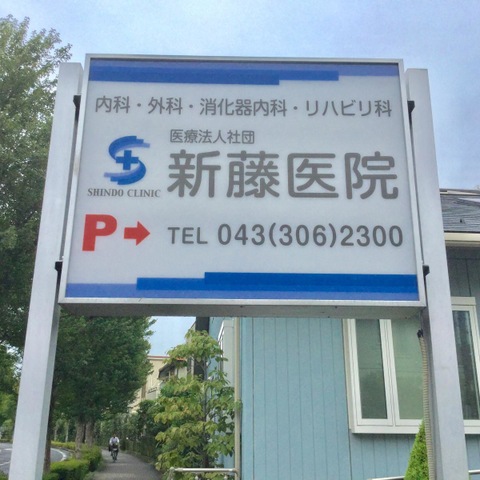 内科・外科・消化器内科・リハビリ科
医療法人社団
新藤医院
SHINDO CLINIC
P→ TEL 043(306)2300